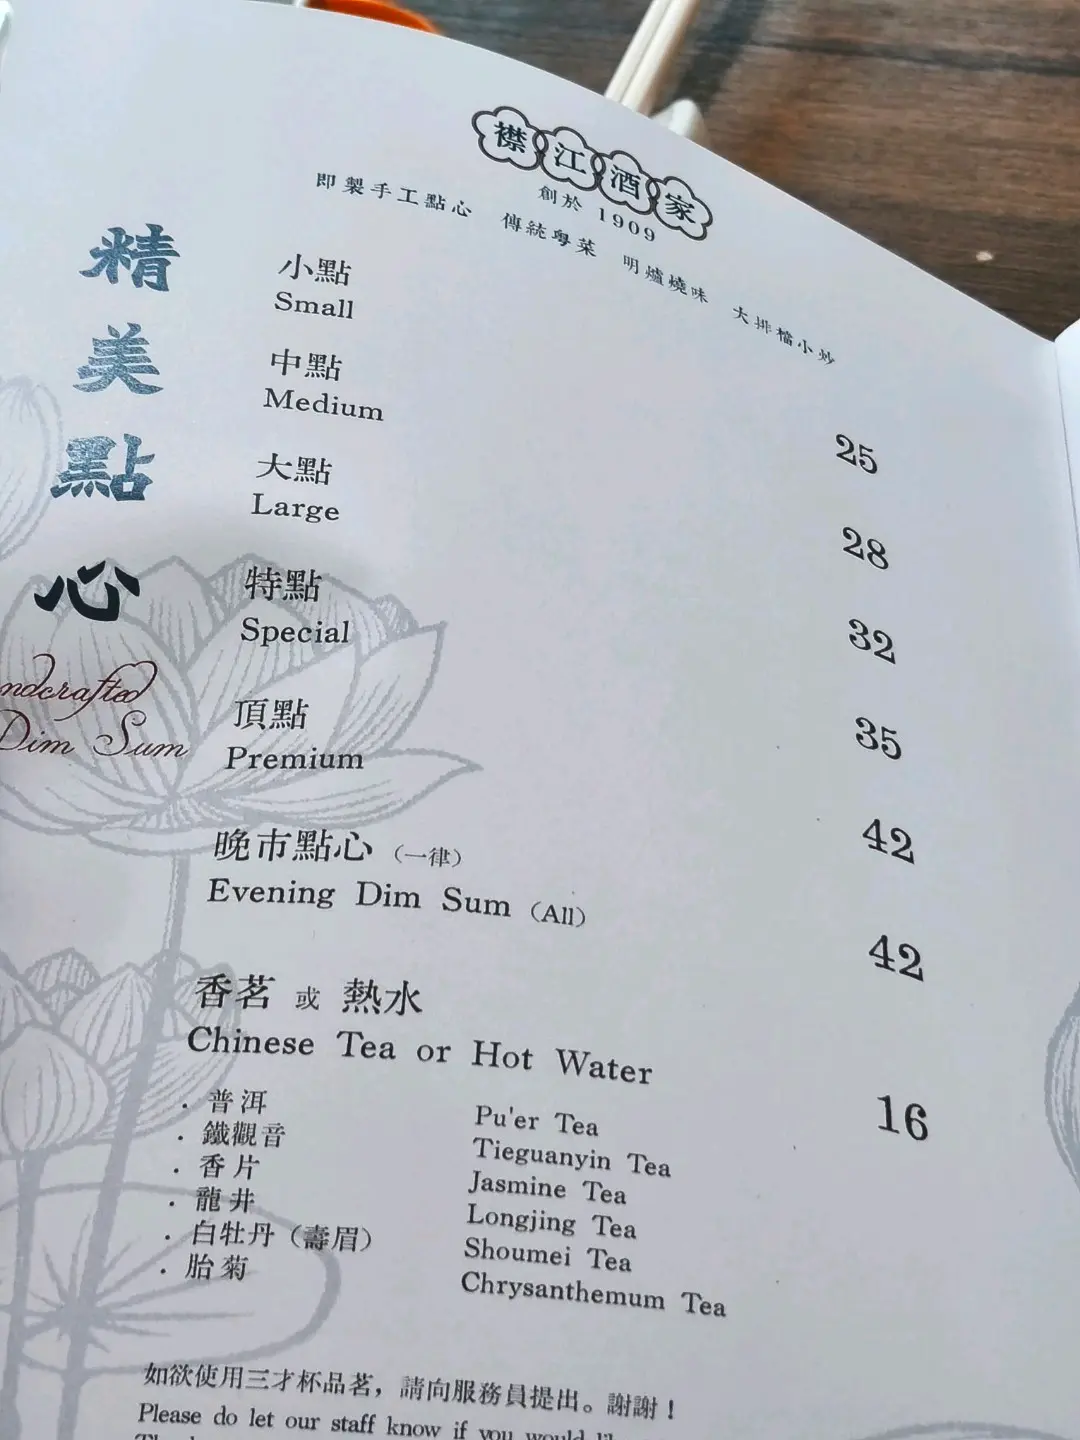 襟江酒家
創於 1909
即製手工點心 傳統粵菜 明爐燒味 大排檔小炒
精美點心
Dim Sum
小點
Small 25
中點
Medium 28
大點
Large 32
特點
Special 35
頂點
Premium 42
晚市點心（一律）
Evening Dim Sum (All) 42
香茗 或 熱水
Chinese Tea or Hot Water 16
. 普洱 Pu'er Tea
. 鐵觀音 Tieguanyin Tea
. 香片 Jasmine Tea
. 龍井 Longjing Tea
. 白牡丹（壽眉） Shoumei Tea
. 胎菊 Chrysanthemum Tea
如欲使用三才杯品茗，請向服務員提出。謝謝！
Please do let our staff know if you would